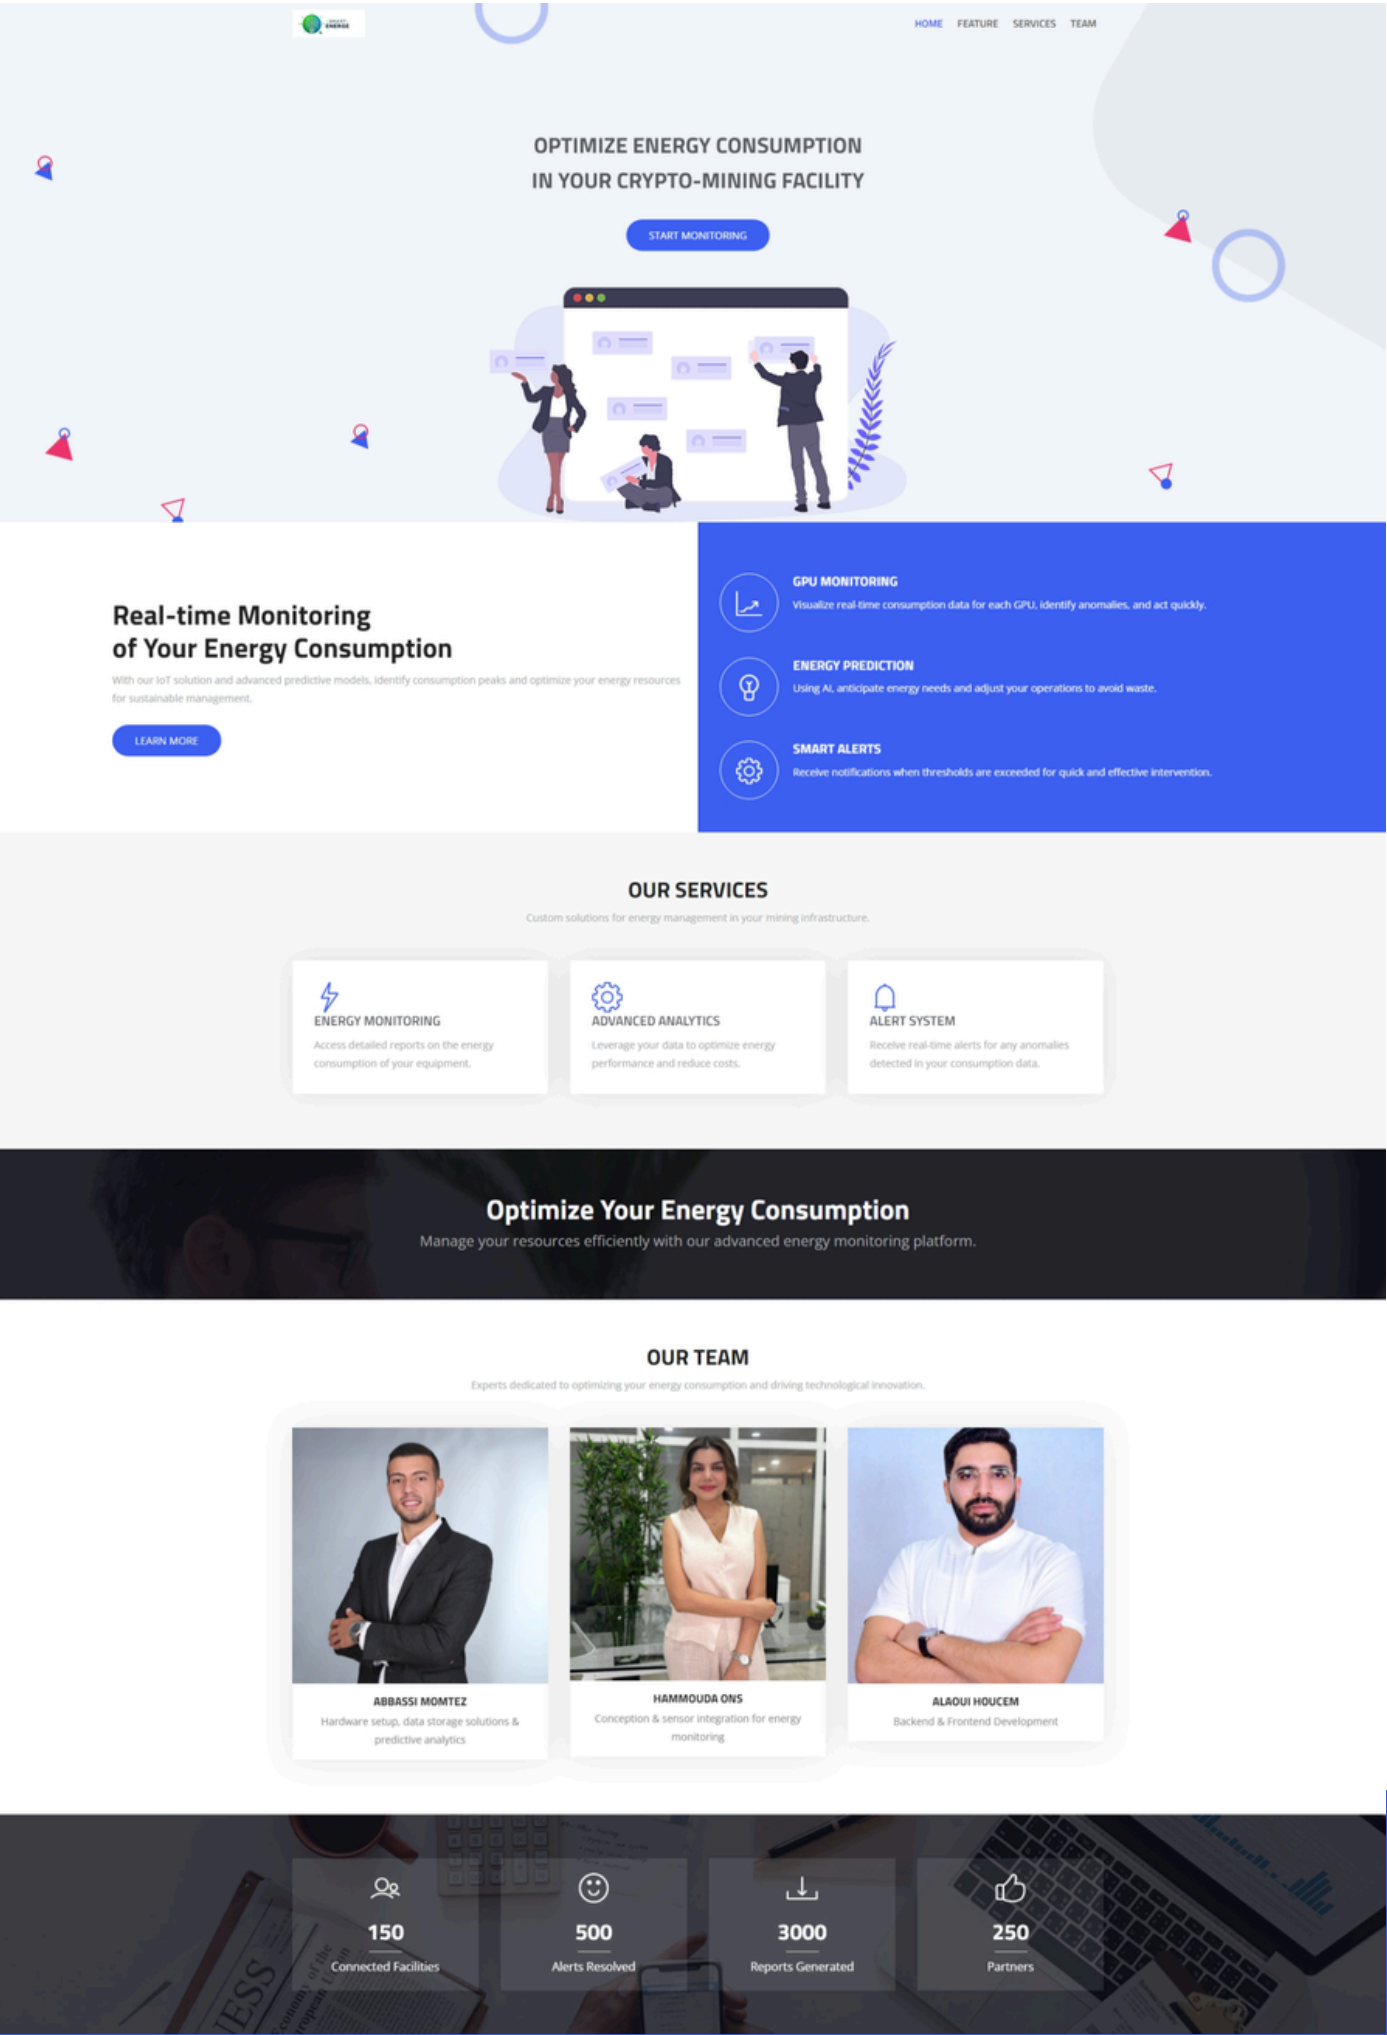 SMART
ENERGE
HOME FEATURE SERVICES TEAM
OPTIMIZE ENERGY CONSUMPTION
IN YOUR CRYPTO-MINING FACILITY
START MONITORING
Real-time Monitoring
of Your Energy Consumption
With our IoT solution and advanced predictive models, identify consumption peaks and optimize your energy resources
for sustainable management.
LEARN MORE
GPU MONITORING
Visualize real-time consumption data for each GPU, identify anomalies, and act quickly.
ENERGY PREDICTION
Using AI, anticipate energy needs and adjust your operations to avoid waste.
SMART ALERTS
Receive notifications when thresholds are exceeded for quick and effective intervention.
OUR SERVICES
Custom solutions for energy management in your mining infrastructure.
ENERGY MONITORING
Access detailed reports on the energy
consumption of your equipment.
ADVANCED ANALYTICS
Leverage your data to optimize energy
performance and reduce costs.
ALERT SYSTEM
Receive real-time alerts for any anomalies
detected in your consumption data.
Optimize Your Energy Consumption
Manage your resources efficiently with our advanced energy monitoring platform.
OUR TEAM
Experts dedicated to optimizing your energy consumption and driving technological innovation.
ABBASSI MOMTEZ
Hardware setup, data storage solutions &
predictive analytics
HAMMOUDA ONS
Conception & sensor integration for energy
monitoring
ALAOUI HOUCEM
Backend & Frontend Development
150
Connected Facilities
500
Alerts Resolved
3000
Reports Generated
250
Partners